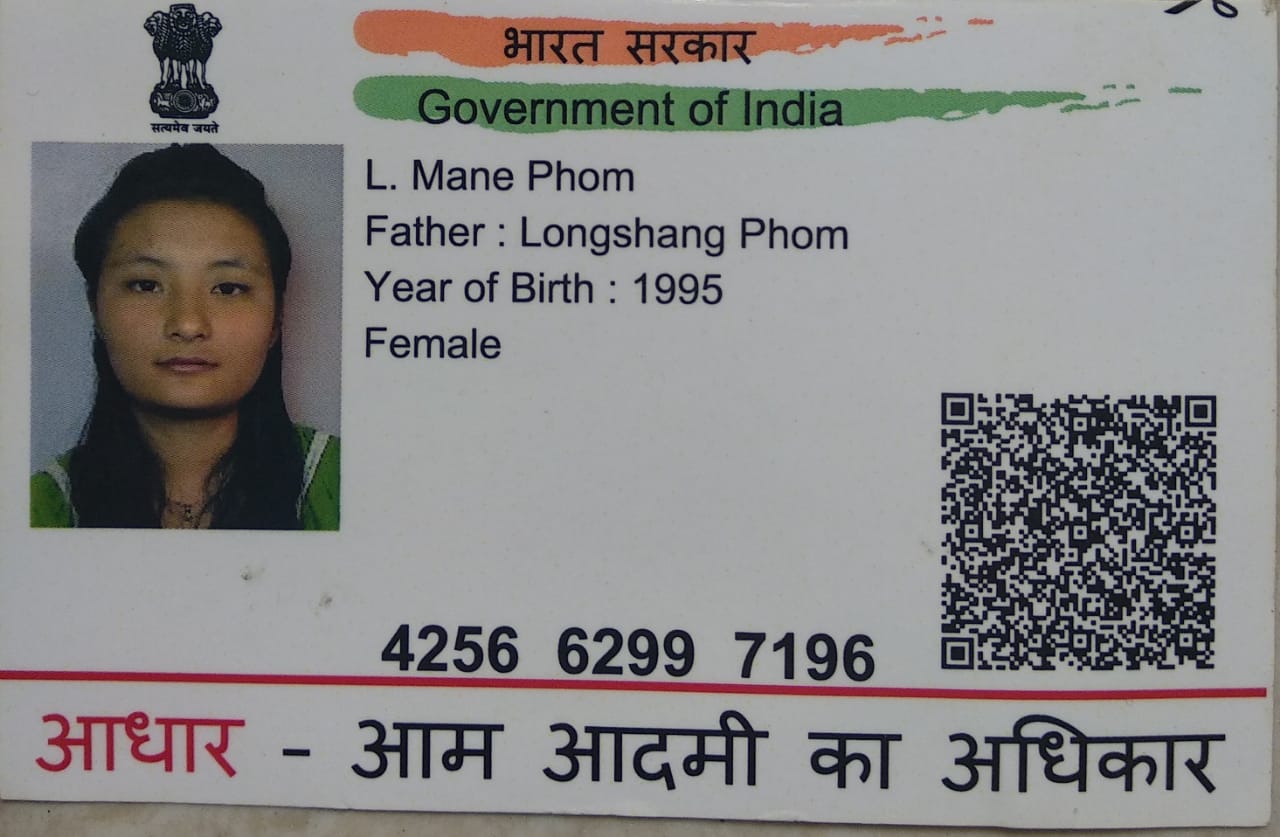 भारत सरकार
Government of India
सत्यमेव जयते
L. Mane Phom
Father : Longshang Phom
Year of Birth : 1995
Female
4256 6299 7196
आधार - आम आदमी का अधिकार